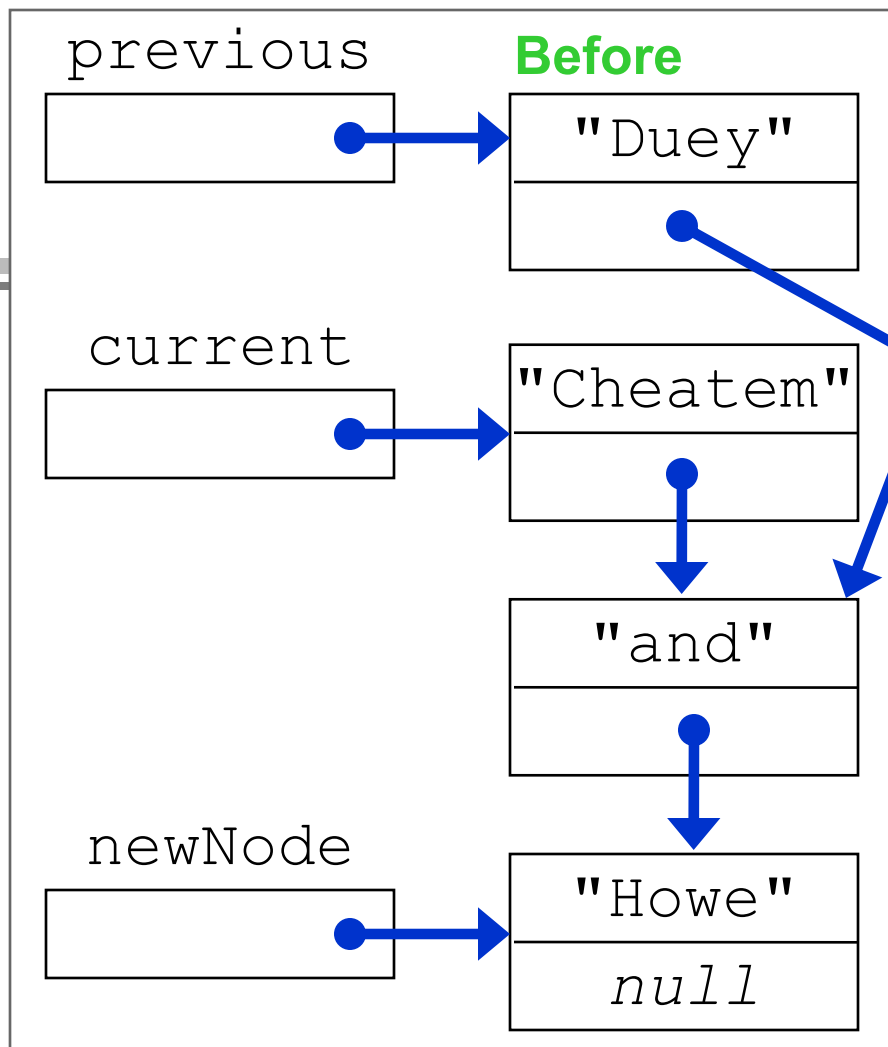 previous
Before
"Duey"
current
"Cheatem"
"and"
newNode
"Howe"
null